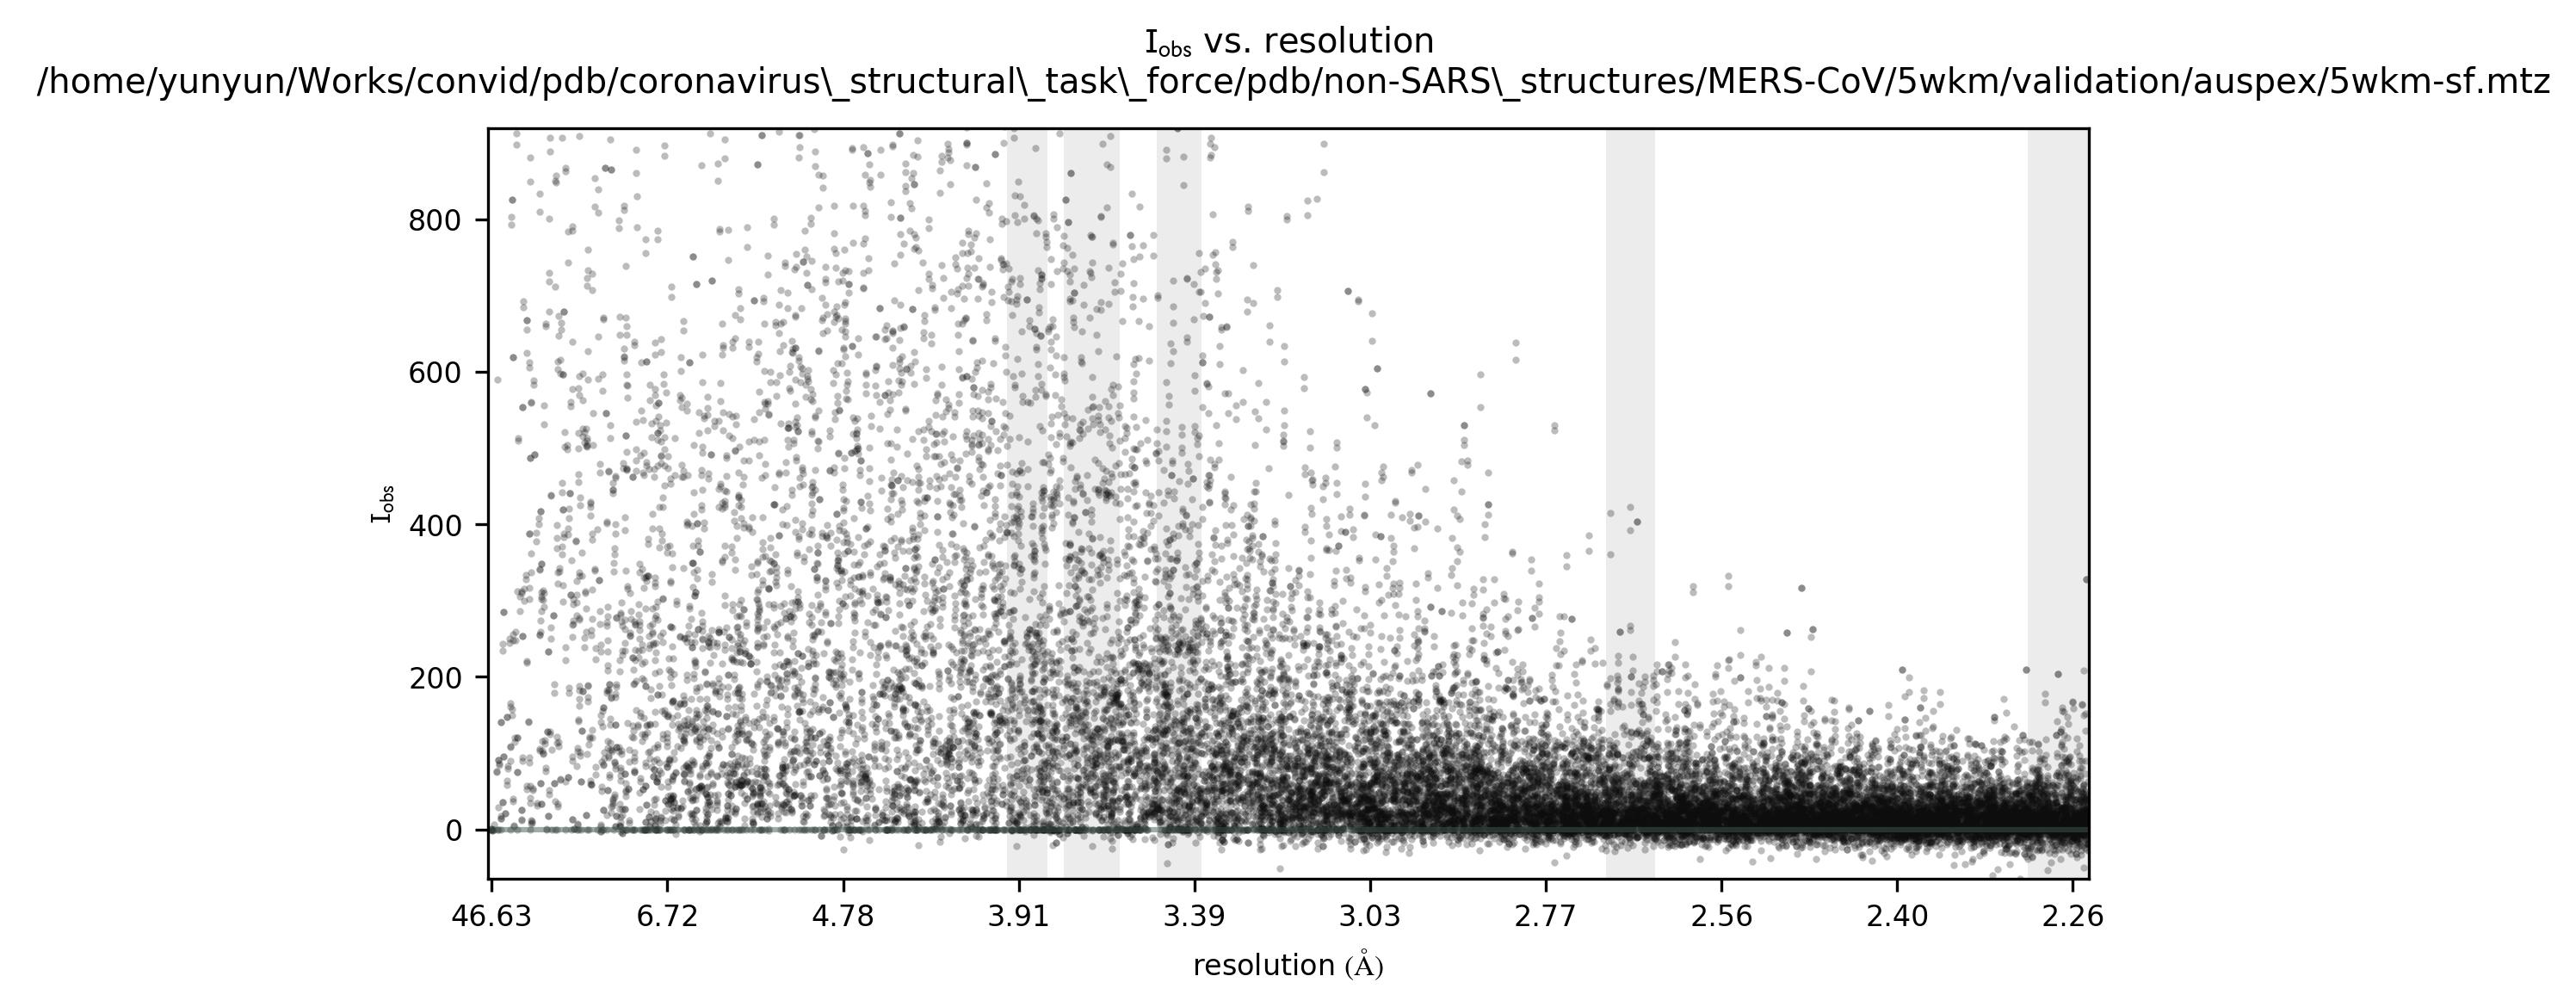 Iobs vs. resolution
/home/yunyun/Works/convid/pdb/coronavirus\_structural\_task\_force/pdb/non-SARS\_structures/MERS-CoV/5wkm/validation/auspex/5wkm-sf.mtz
800
600
400
200
0
Iobs
46.63 6.72 4.78 3.91 3.39 3.03 2.77 2.56 2.40 2.26
resolution (Å)